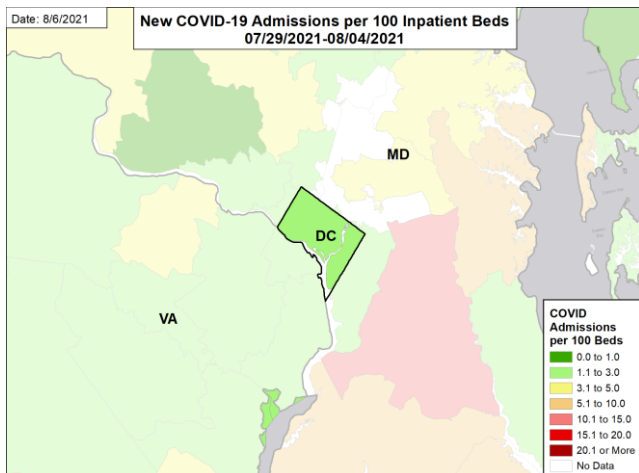 Date: 8/6/2021
New COVID-19 Admissions per 100 Inpatient Beds
07/29/2021-08/04/2021
MD
DC
VA
COVID
Admissions
per 100 Beds
0.0 to 1.0
1.1 to 3.0
3.1 to 5.0
5.1 to 10.0
10.1 to 15.0
15.1 to 20.0
20.1 or More
No Data